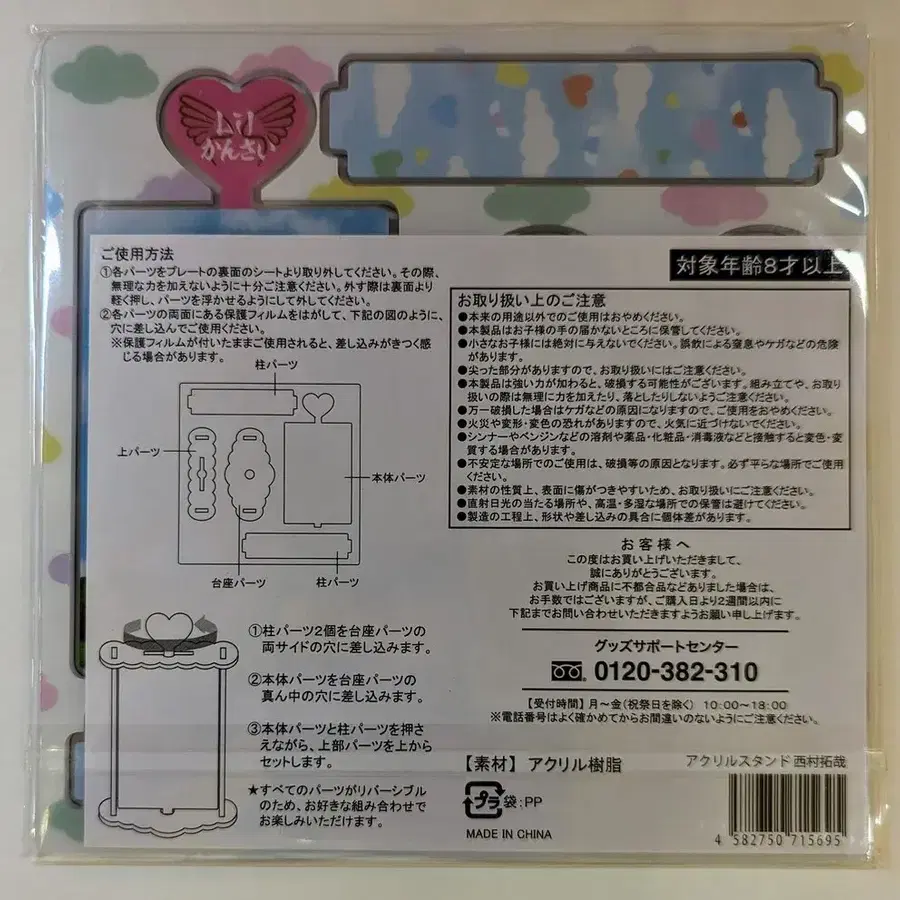 Lil
かんさい
ご使用方法
①各パーツをプレートの裏面のシートより取り外してください。その際、
無理な力を加えないように十分ご注意ください。外す際は裏面より
軽く押し、パーツを浮かせるようにして外してください。
②各パーツの両面にある保護フィルムをはがして、下記の図のように、
穴に差し込んでご使用ください。
※保護フィルムが付いたままご使用されると、差し込みがきつく感
じる場合があります。
柱パーツ
上パーツ
本体パーツ
台座パーツ
柱パーツ
①柱パーツ2個を台座パーツの
両サイドの穴に差し込みます。
②本体パーツを台座パーツの
真ん中の穴に差し込みます。
③本体パーツと柱パーツを押さ
えながら、上部パーツを上から
セットします。
★すべてのパーツがリバーシブル
のため、お好きな組み合わせで
お楽しみいただけます。
対象年齢8才以上
お取り扱い上のご注意
●本来の用途以外でのご使用はおやめください。
●本製品はお子様の手の届かないところに保管してください。
●小さなお子様には絶対に与えないでください。誤飲による窒息やケガなどの危険
があります。
●尖った部分がありますので、お取り扱いにはご注意ください。
●本製品は強い力が加わると、破損する可能性がございます。組み立てや、お取り
扱いの際は無理に力を加えたり、落としたりしないようご注意ください。
●万一破損した場合はケガなどの原因になりますので、ご使用をおやめください。
●火災や変形・変色の恐れがありますので、火気に近づけないでください。
●シンナーやベンジンなどの溶剤や薬品・化粧品・消毒液などと接触すると変色・変
質する場合があります。
●不安定な場所でのご使用は、破損等の原因となります。必ず平らな場所でご使用
ください。
●素材の性質上、表面に傷がつきやすいため、お取り扱いにご注意ください。
●直射日光の当たる場所や、高温・多湿な場所での保管は避けてください。
●製造の工程上、形状や差し込みの具合に個体差があります。
お客様へ
この度はお買い上げいただきまして、
誠にありがとうございます。
お買い上げ商品に不都合品などありました場合は、
お手数ではございますが、ご購入日より2週間以内に
下記までお問い合わせいただきますようお願い申し上げます。
グッズサポートセンター
0120-382-310
【受付時間】月〜金(祝祭日を除く) 10:00〜18:00
※電話番号はよく確かめてからお間違いのないようにご注意ください。
【素材】アクリル樹脂
アクリルスタンド 西村拓哉
プラ 袋:PP
MADE IN CHINA
4 582750 715695